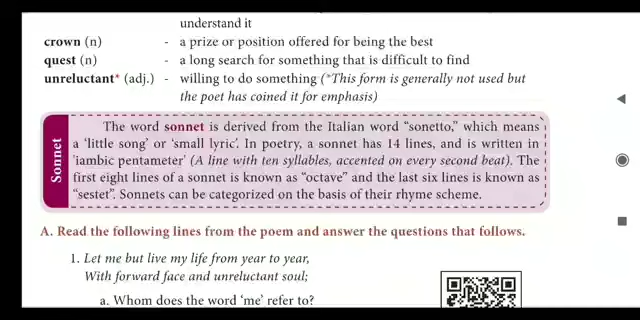 understand it
crown (n) - a prize or position offered for being the best
quest (n) - a long search for something that is difficult to find
unreluctant* (adj.) - willing to do something (*This form is generally not used but
the poet has coined it for emphasis)
Sonnet
The word sonnet is derived from the Italian word “sonetto,” which means
a ‘little song’ or ‘small lyric’. In poetry, a sonnet has 14 lines, and is written in
'iambic pentameter' (A line with ten syllables, accented on every second beat). The
first eight lines of a sonnet is known as “octave” and the last six lines is known as
“sestet”. Sonnets can be categorized on the basis of their rhyme scheme.
A. Read the following lines from the poem and answer the questions that follows.
1. Let me but live my life from year to year,
With forward face and unreluctant soul;
a. Whom does the word ‘me’ refer to?